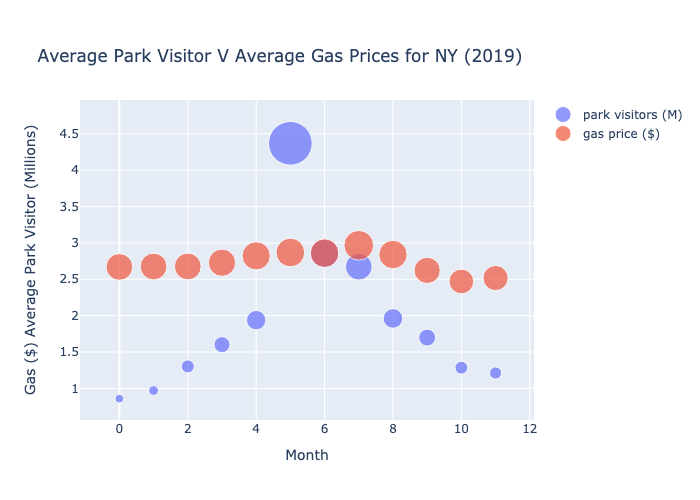 Average Park Visitor V Average Gas Prices for NY (2019)
park visitors (M)
gas price ($)
Gas ($) Average Park Visitor (Millions)
4.5
4
3.5
3
2.5
2
1.5
1
0 2 4 6 8 10 12
Month